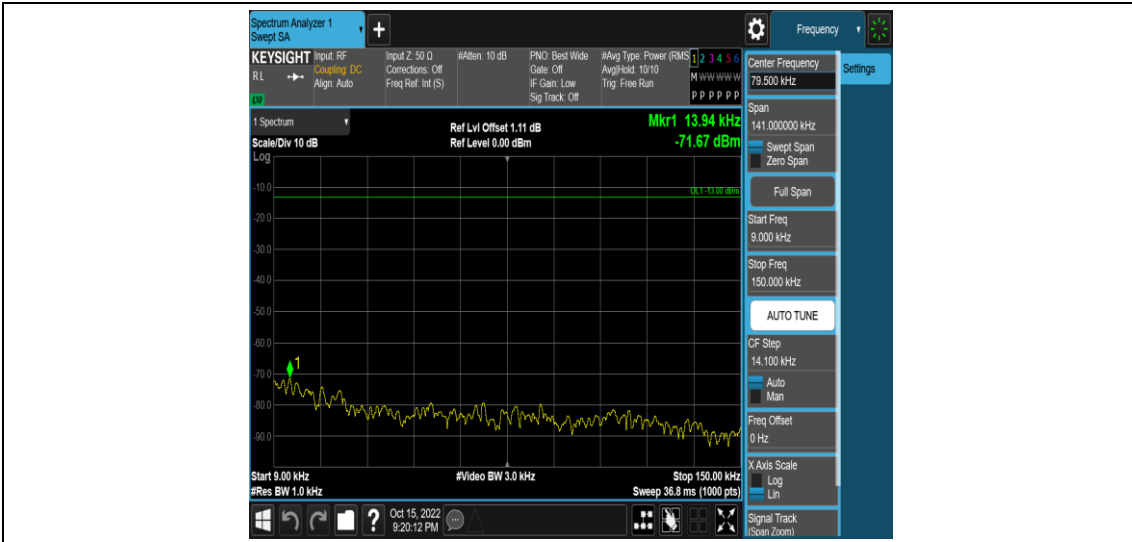 Spectrum Analyzer 1
Swept SA
+
Frequency
KEYSIGHT
RL
LXI
Input: RF
Coupling: DC
Align: Auto
Input Z: 50 Ω
Corrections: Off
Freq Ref: Int (S)
#Atten: 10 dB
PNO: Best Wide
Gate: Off
IF Gain: Low
Sig Track: Off
#Avg Type: Power (RMS
Avg|Hold: 10/10
Trig: Free Run
1 2 3 4 5 6
M W W W W W
P P P P P P
Center Frequency
79.500 kHz
Settings
Span
141.000000 kHz
Swept Span
Zero Span
Full Span
Start Freq
9.000 kHz
Stop Freq
150.000 kHz
AUTO TUNE
CF Step
14.100 kHz
Auto
Man
Freq Offset
0 Hz
X Axis Scale
Log
Lin
Signal Track
(Span Zoom)
1 Spectrum
Scale/Div 10 dB
Log
Ref Lvl Offset 1.11 dB
Ref Level 0.00 dBm
Mkr1 13.94 kHz
-71.67 dBm
DL1 -13.00 dBm
-10.0
-20.0
-30.0
-40.0
-50.0
-60.0
-70.0
-80.0
-90.0
1
Start 9.00 kHz
#Res BW 1.0 kHz
#Video BW 3.0 kHz
Stop 150.00 kHz
Sweep 36.8 ms (1000 pts)
?
Oct 15, 2022
9:20:12 PM